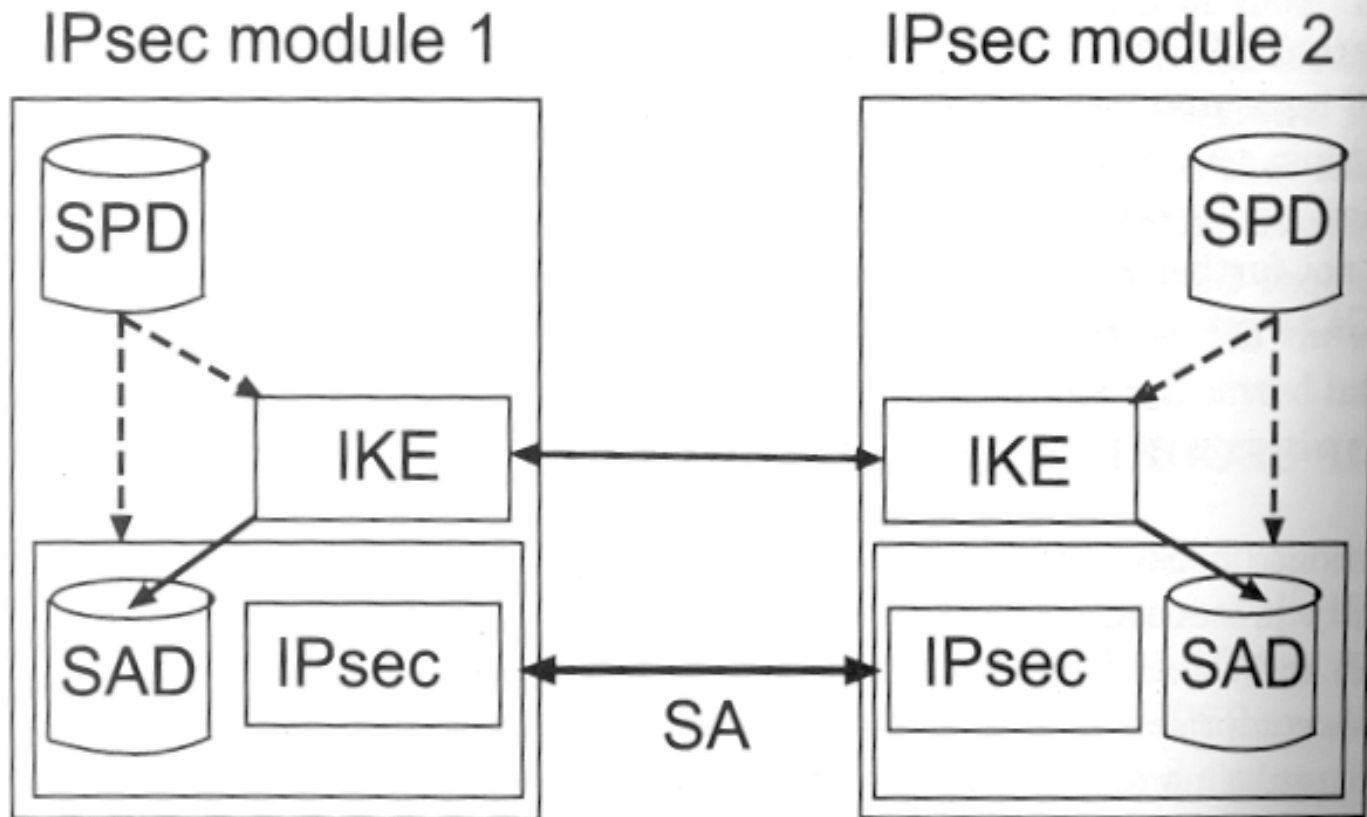 IPsec module 1
IPsec module 2
SPD
SPD
IKE
IKE
SAD
IPsec
SA
IPsec
SAD